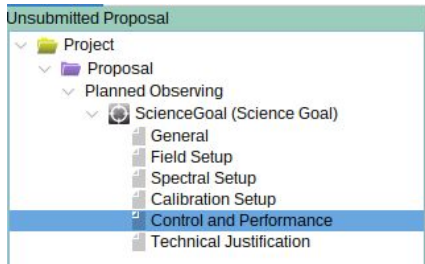 Unsubmitted Proposal
Project
Proposal
Planned Observing
ScienceGoal (Science Goal)
General
Field Setup
Spectral Setup
Calibration Setup
Control and Performance
Technical Justification